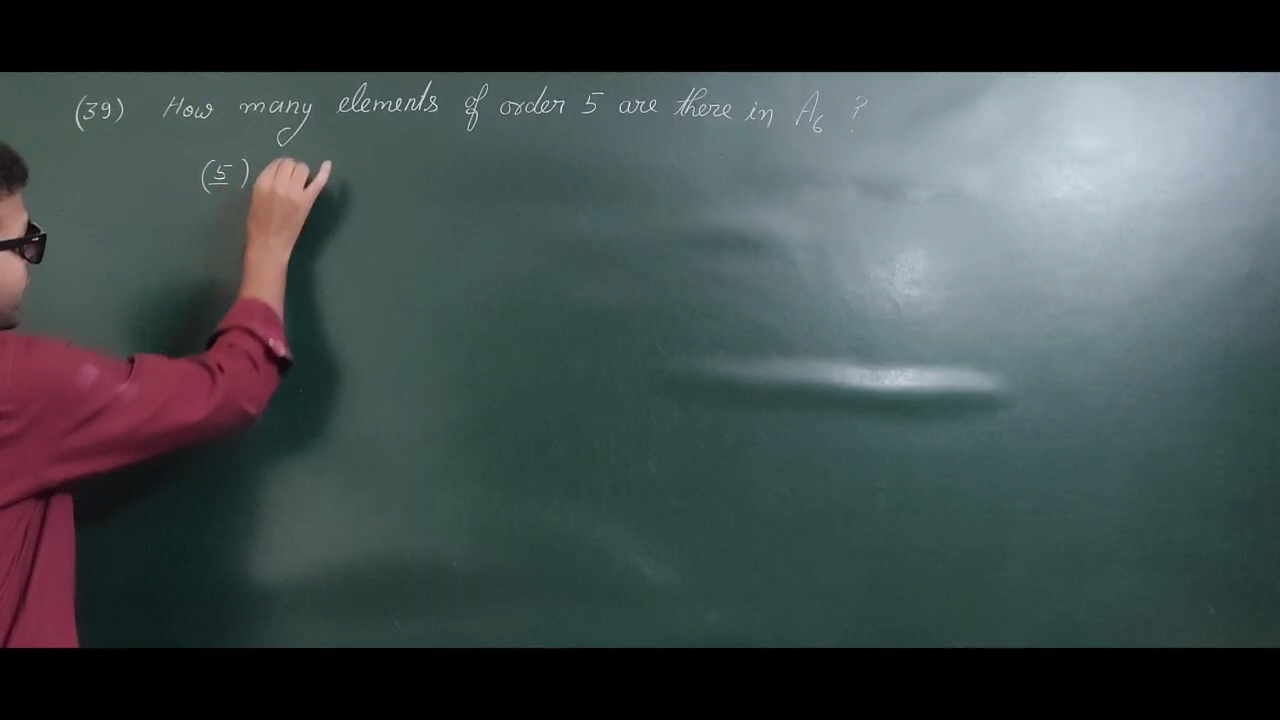 (39) How many elements of order 5 are there in A₆ ?
(5)